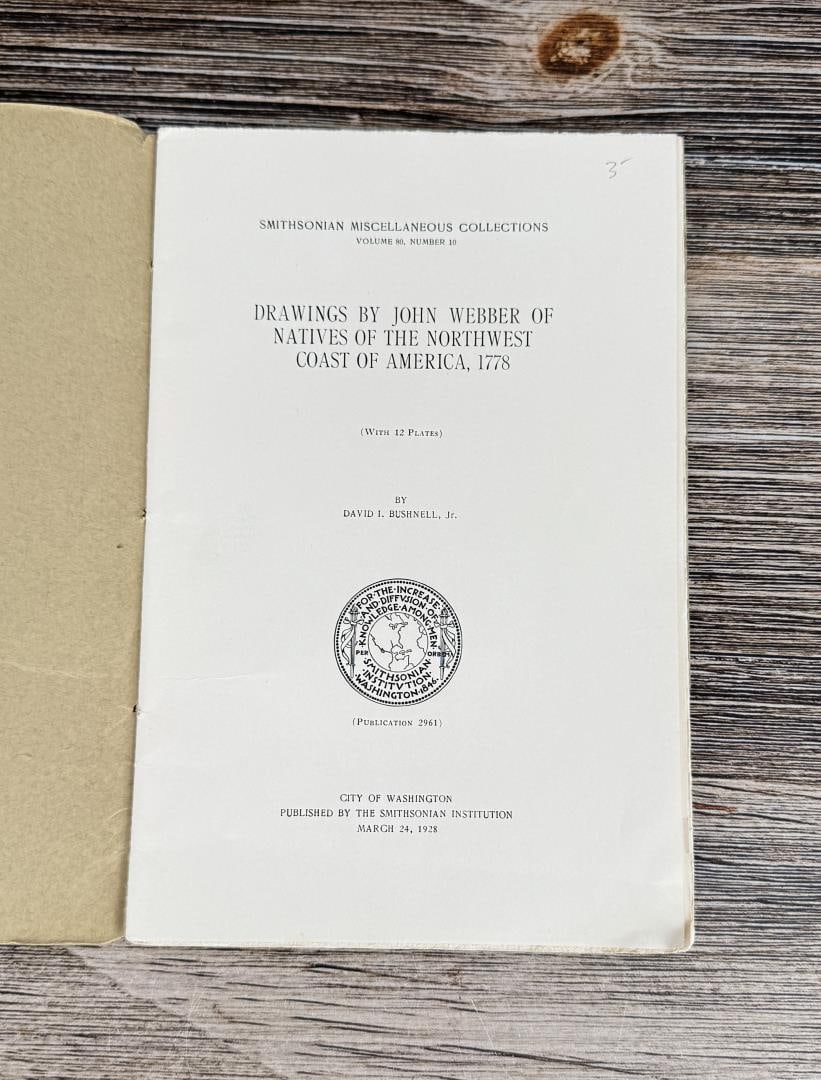 3-
SMITHSONIAN MISCELLANEOUS COLLECTIONS
VOLUME 80, NUMBER 10
DRAWINGS BY JOHN WEBBER OF
NATIVES OF THE NORTHWEST
COAST OF AMERICA, 1778
(With 12 Plates)
BY
DAVID I. BUSHNELL, Jr.
FOR·THE·INCREASE
AND·DIFFVSION·OF
KNOWLEDGE·AMONG·MEN
PER ORBEM
SMITHSONIAN
INSTITVTION
WASHINGTON·1846
(Publication 2961)
CITY OF WASHINGTON
PUBLISHED BY THE SMITHSONIAN INSTITUTION
MARCH 24, 1928